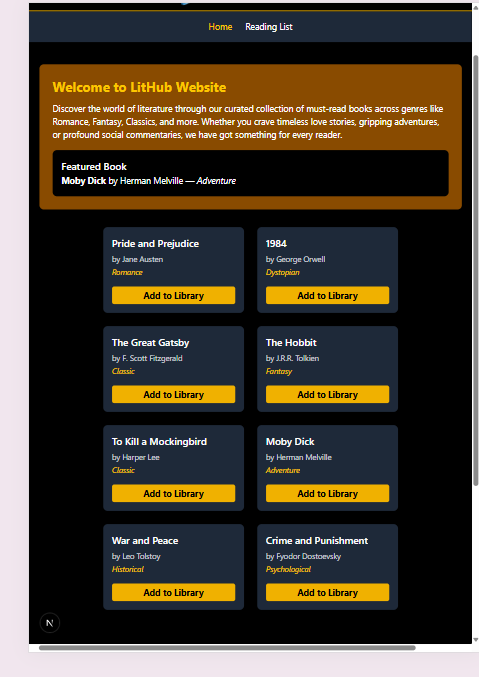 Home Reading List
Welcome to LitHub Website
Discover the world of literature through our curated collection of must-read books across genres like
Romance, Fantasy, Classics, and more. Whether you crave timeless love stories, gripping adventures,
or profound social commentaries, we have got something for every reader.
Featured Book
Moby Dick by Herman Melville — Adventure
Pride and Prejudice
by Jane Austen
Romance
Add to Library
1984
by George Orwell
Dystopian
Add to Library
The Great Gatsby
by F. Scott Fitzgerald
Classic
Add to Library
The Hobbit
by J.R.R. Tolkien
Fantasy
Add to Library
To Kill a Mockingbird
by Harper Lee
Classic
Add to Library
Moby Dick
by Herman Melville
Adventure
Add to Library
War and Peace
by Leo Tolstoy
Historical
Add to Library
Crime and Punishment
by Fyodor Dostoevsky
Psychological
Add to Library
N